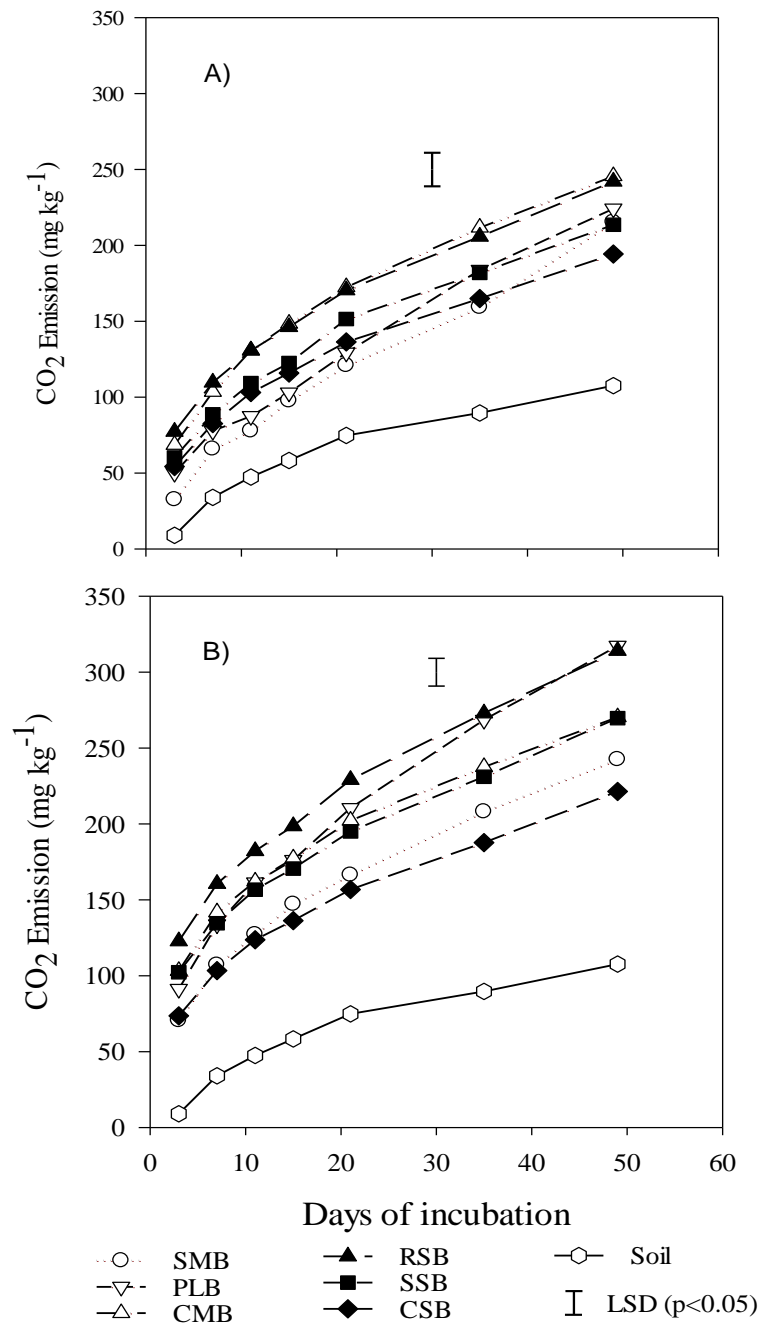 350
A)
300
250
200
150
100
50
0
CO2 Emission (mg kg-1)
350
B)
300
250
200
150
100
50
0
CO2 Emission (mg kg-1)
0 10 20 30 40 50 60
Days of incubation
SMB RSB Soil
PLB SSB LSD (p<0.05)
CMB CSB